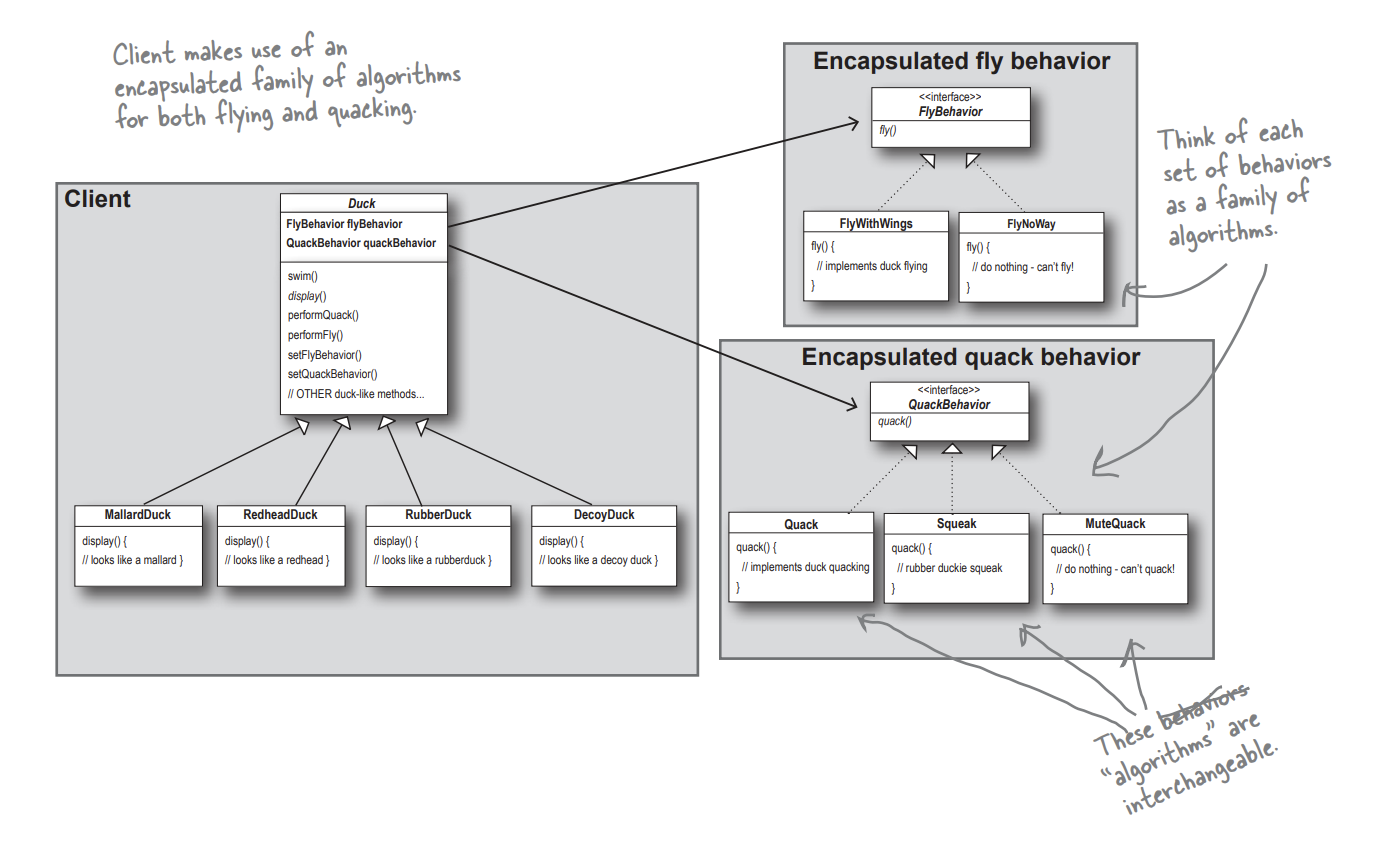 Client makes use of an
encapsulated family of algorithms
for both flying and quacking.
Client
Duck
FlyBehavior flyBehavior
QuackBehavior quackBehavior
swim()
display()
performQuack()
performFly()
setFlyBehavior()
setQuackBehavior()
// OTHER duck-like methods...
MallardDuck
display() {
// looks like a mallard }
RedheadDuck
display() {
// looks like a redhead }
RubberDuck
display() {
// looks like a rubberduck }
DecoyDuck
display() {
// looks like a decoy duck }
Encapsulated fly behavior
<<interface>>
FlyBehavior
fly()
FlyWithWings
fly() {
// implements duck flying
}
FlyNoWay
fly() {
// do nothing - can't fly!
}
Think of each
set of behaviors
as a family of
algorithms.
Encapsulated quack behavior
<<interface>>
QuackBehavior
quack()
Quack
quack() {
// implements duck quacking
}
Squeak
quack() {
// rubber duckie squeak
}
MuteQuack
quack() {
// do nothing - can't quack!
}
These behaviors
“algorithms” are
interchangeable.